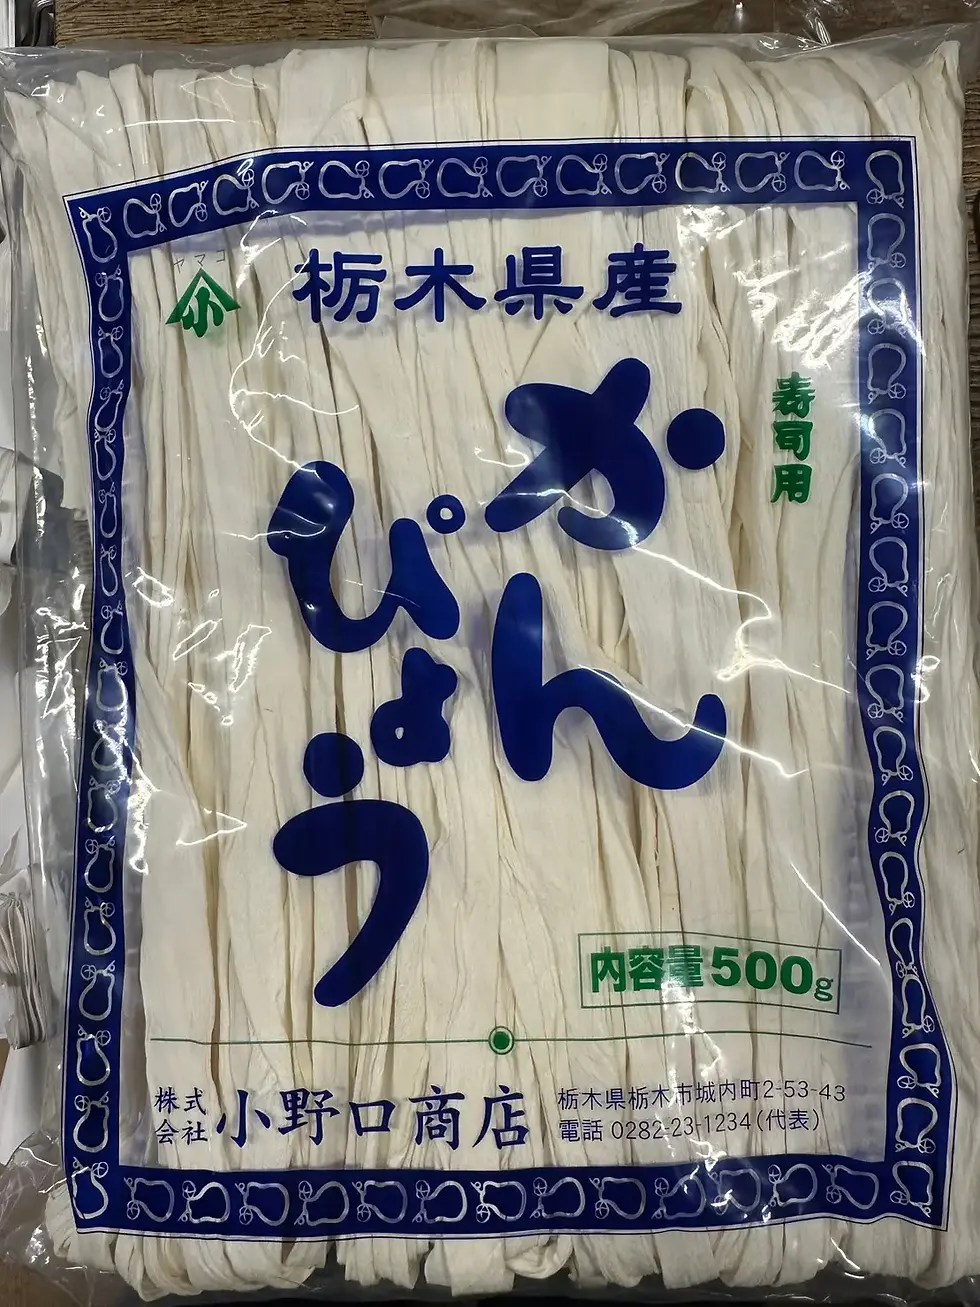 ヤマコ
小
栃木県産
寿司用
かんぴょう
内容量500g
株式会社 小野口商店
栃木県栃木市城内町2-53-43
電話 0282-23-1234(代表)